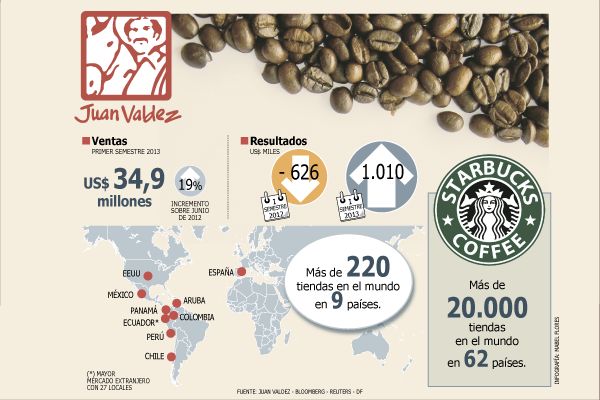 Juan Valdez
Ventas
PRIMER SEMESTRE 2013
US$ 34,9
millones
19%
INCREMENTO
SOBRE JUNIO
DE 2012
Resultados
US$ MILES
- 626
I
SEMESTRE
2012
1.010
I
SEMESTRE
2013
STARBUCKS
COFFEE
Más de
20.000
tiendas
en el mundo
en 62 países.
EEUU
MÉXICO
PANAMÁ
ECUADOR*
PERÚ
CHILE
ARUBA
COLOMBIA
ESPAÑA
Más de 220
tiendas en el mundo
en 9 países.
(*) MAYOR
MERCADO EXTRANJERO
CON 27 LOCALES
FUENTE: JUAN VALDEZ - BLOOMBERG - REUTERS - DF
INFOGRAFÍA: MABEL FLORES